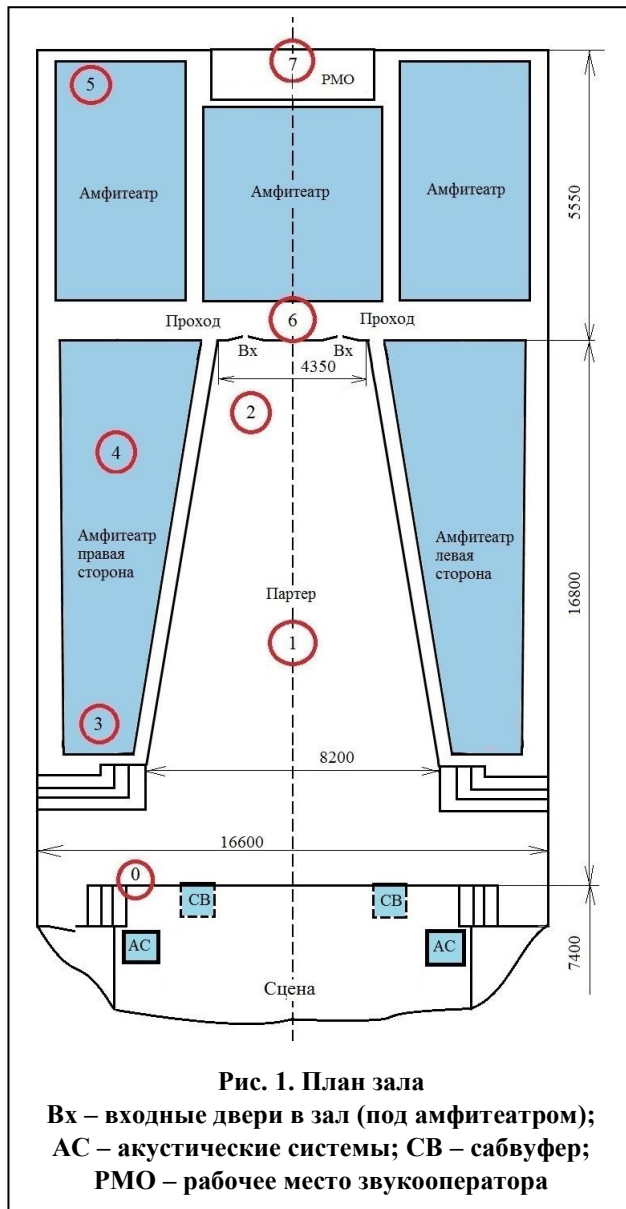 7
РМО
5
Амфитеатр
Амфитеатр
Амфитеатр
5550
Проход
6
Проход
Вх
Вх
4350
2
4
Амфитеатр
правая
сторона
Амфитеатр
левая
сторона
Партер
1
16800
3
8200
16600
0
СВ
СВ
АС
АС
7400
Сцена
Рис. 1. План зала
Вх – входные двери в зал (под амфитеатром);
АС – акустические системы; СВ – сабвуфер;
РМО – рабочее место звукооператора